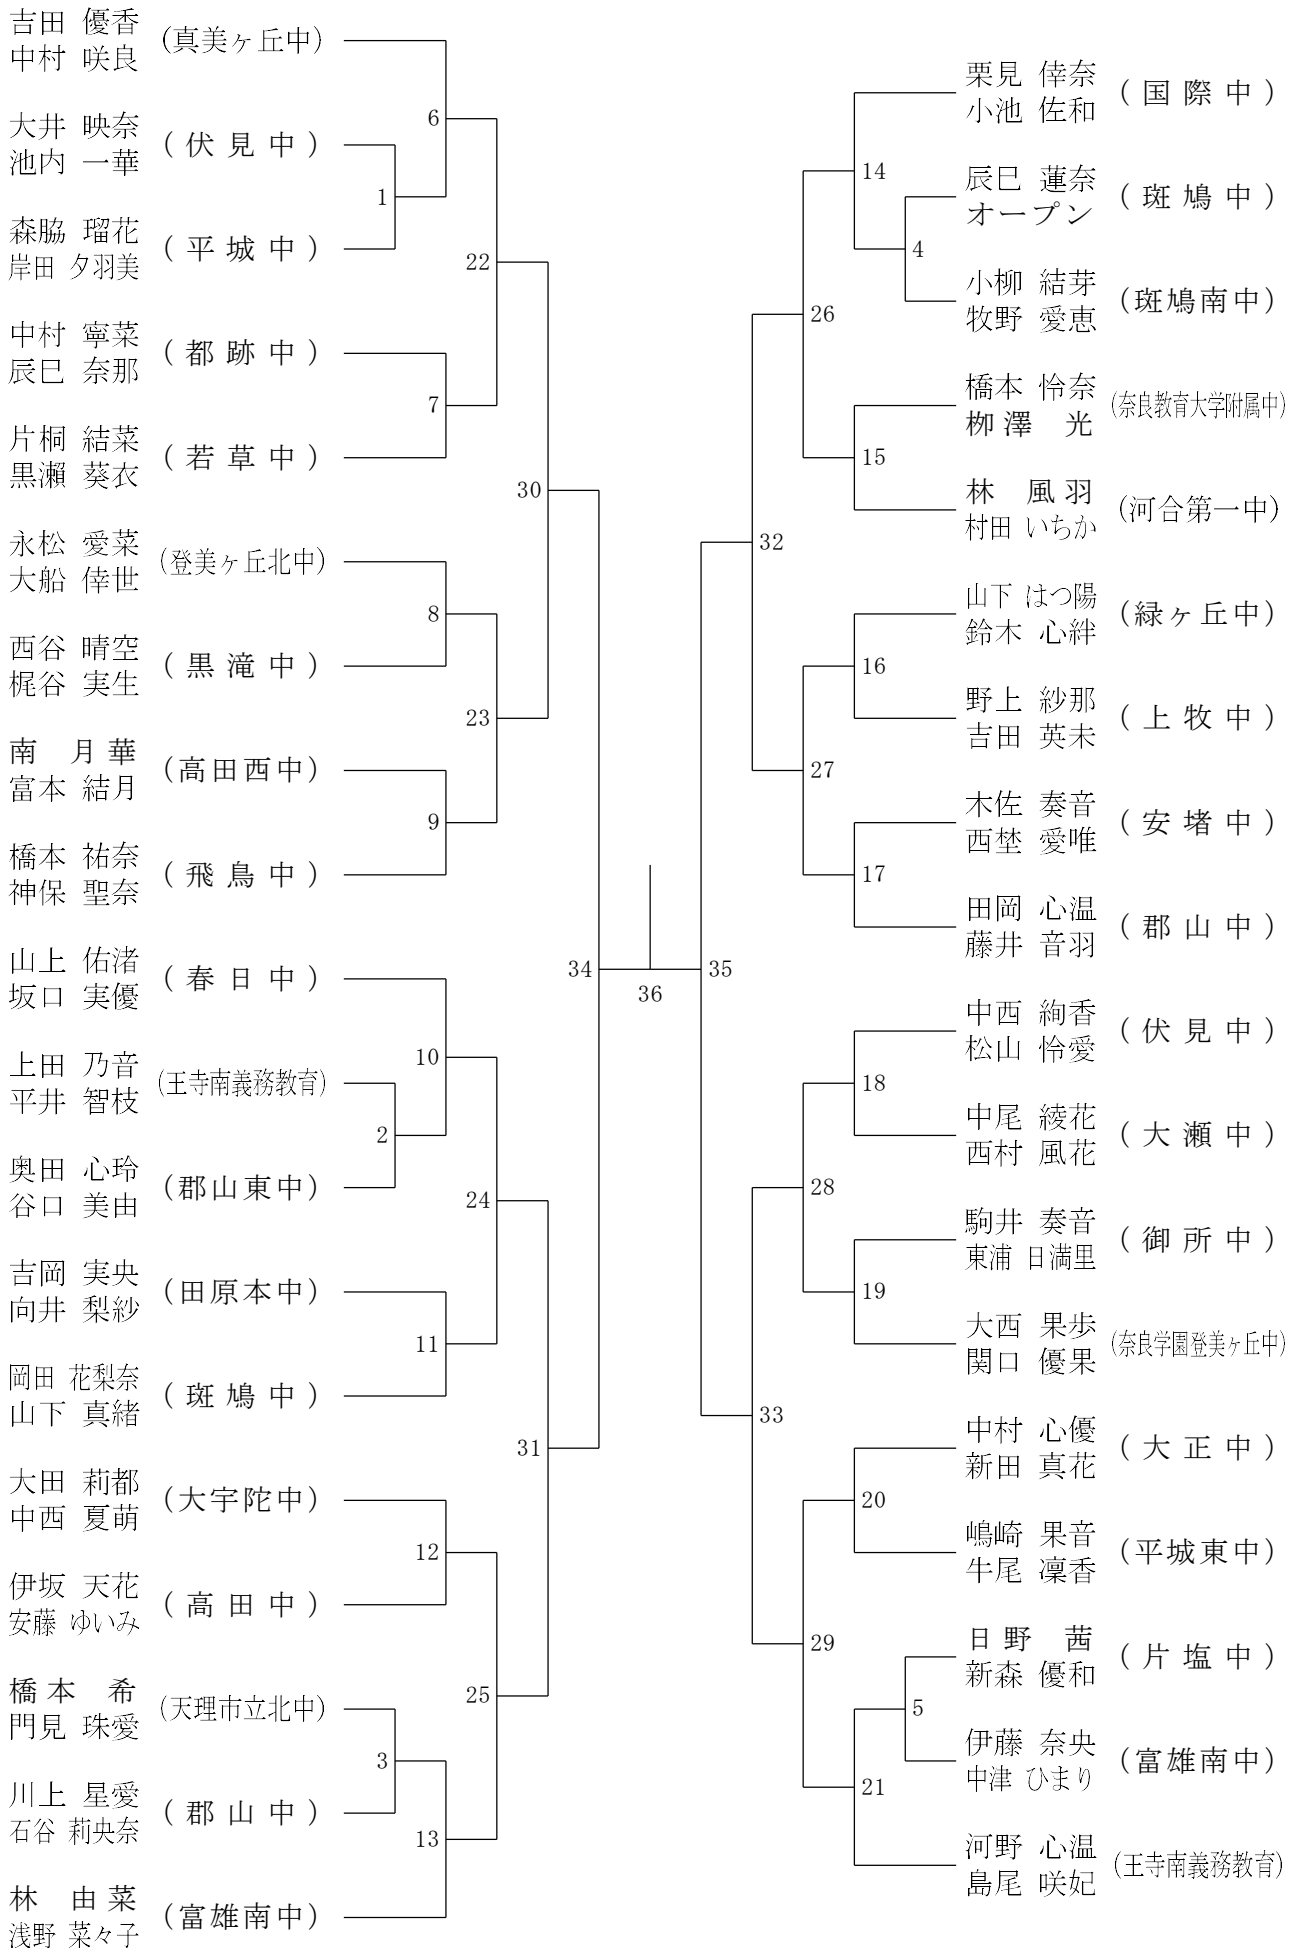 吉田 優香
中村 咲良
(真美ヶ丘中)
大井 映奈
池内 一華
(伏見中)
森脇 瑠花
岸田 夕羽美
(平城中)
中村 寧菜
辰巳 奈那
(都跡中)
片桐 結菜
黒瀬 葵衣
(若草中)
永松 愛菜
大船 倖世
(登美ヶ丘北中)
西谷 晴空
梶谷 実生
(黒滝中)
南 月華
富本 結月
(高田西中)
橋本 祐奈
神保 聖奈
(飛鳥中)
山上 佑渚
坂口 実優
(春日中)
上田 乃音
平井 智枝
(王寺南義務教育)
奥田 心玲
谷口 美由
(郡山東中)
吉岡 実央
向井 梨紗
(田原本中)
岡田 花梨奈
山下 真緒
(斑鳩中)
大田 莉都
中西 夏萌
(大宇陀中)
伊坂 天花
安藤 ゆいみ
(高田中)
橋本 希
門見 珠愛
(天理市立北中)
川上 星愛
石谷 莉央奈
(郡山中)
林 由菜
浅野 菜々子
(富雄南中)
1
2
3
6
7
8
9
10
11
12
13
22
23
24
25
30
31
34
36
35
32
33
26
27
28
29
14
15
16
17
18
19
20
21
4
5
栗見 倖奈
小池 佐和
(国際中)
辰巳 蓮奈
オープン
(斑鳩中)
小柳 結芽
牧野 愛恵
(斑鳩南中)
橋本 怜奈
栁澤 光
(奈良教育大学附属中)
林 風羽
村田 いちか
(河合第一中)
山下 はつ陽
鈴木 心絆
(緑ヶ丘中)
野上 紗那
吉田 英未
(上牧中)
木佐 奏音
西埜 愛唯
(安堵中)
田岡 心温
藤井 音羽
(郡山中)
中西 絢香
松山 怜愛
(伏見中)
中尾 綾花
西村 風花
(大瀬中)
駒井 奏音
東浦 日満里
(御所中)
大西 果歩
関口 優果
(奈良学園登美ヶ丘中)
中村 心優
新田 真花
(大正中)
嶋崎 果音
牛尾 凜香
(平城東中)
日野 茜
新森 優和
(片塩中)
伊藤 奈央
中津 ひまり
(富雄南中)
河野 心温
島尾 咲妃
(王寺南義務教育)